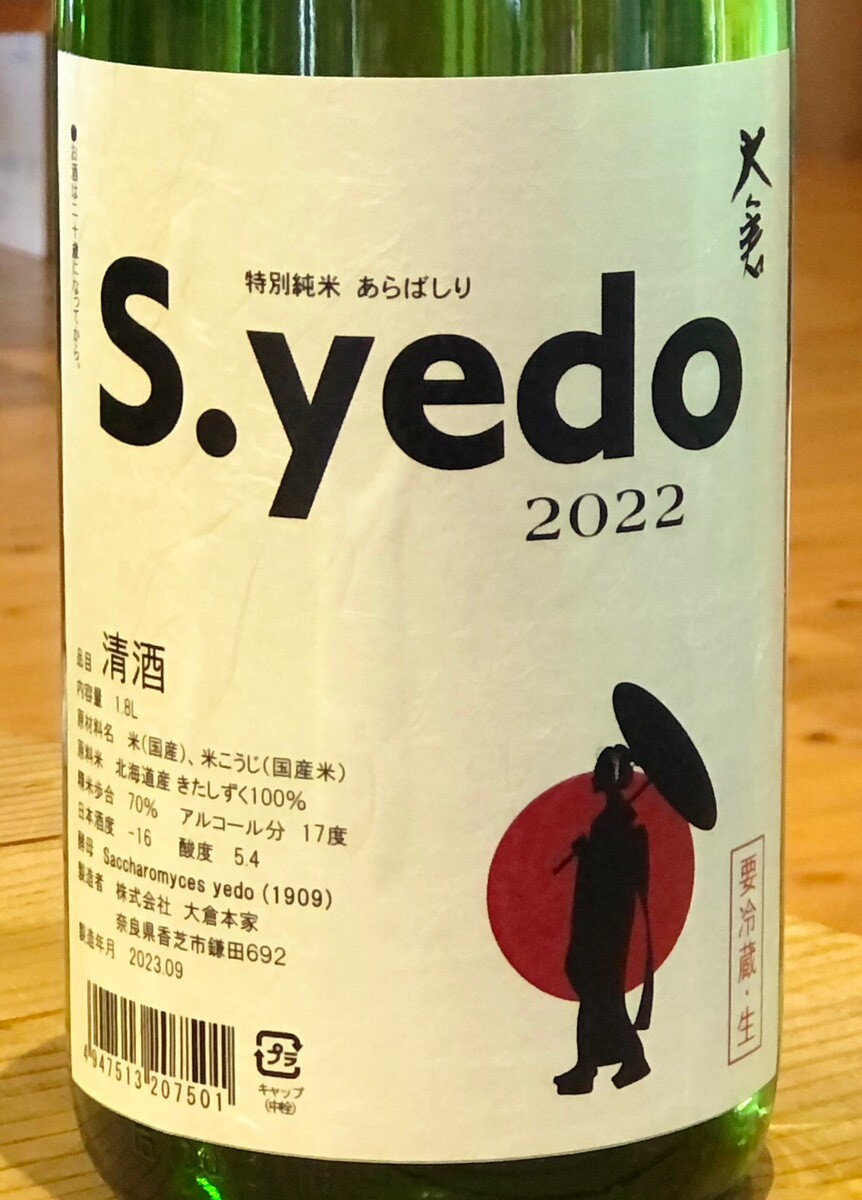 ●お酒は二十歳になってから。
大倉
特別純米 あらばしり
S.yedo
2022
品目 清酒
内容量 1.8L
原材料名 米(国産)、米こうじ(国産米)
原料米 北海道産 きたしずく100%
精米歩合 70% アルコール分 17度
日本酒度 -16 酸度 5.4
酵母 Saccharomyces yedo (1909)
製造者 株式会社 大倉本家
奈良県香芝市鎌田692
製造年月 2023.09
要冷蔵・生
4947513207501
プラ
キャップ
(中栓)